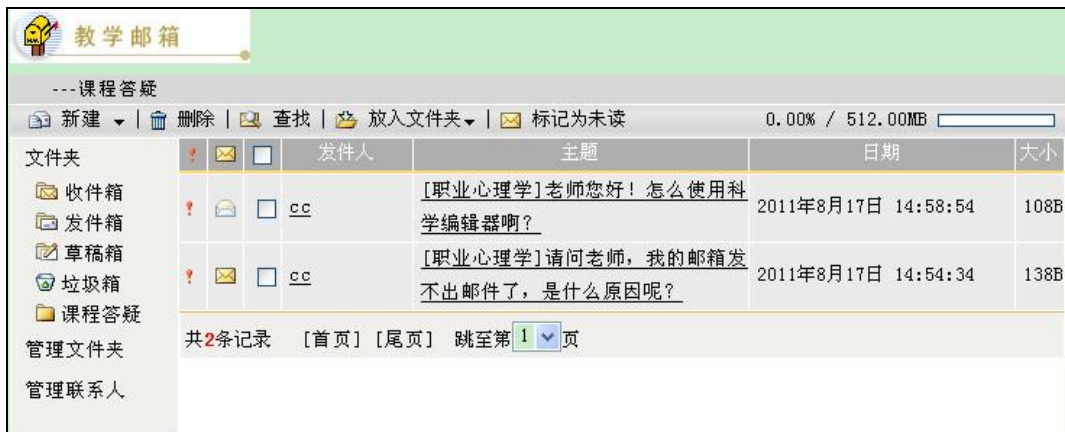 教学邮箱
---课程答疑
新建 | 删除 | 查找 | 放入文件夹 | 标记为未读 0.00% / 512.00MB
文件夹
收件箱
发件箱
草稿箱
垃圾箱
课程答疑
管理文件夹
管理联系人
发件人 主题 日期 大小
cc [职业心理学]老师您好!怎么使用科 2011年8月17日 14:58:54 108B
学编辑器啊?
cc [职业心理学]请问老师,我的邮箱发 2011年8月17日 14:54:34 138B
不出邮件了,是什么原因呢?
共2条记录 [首页] [尾页] 跳至第 1 页